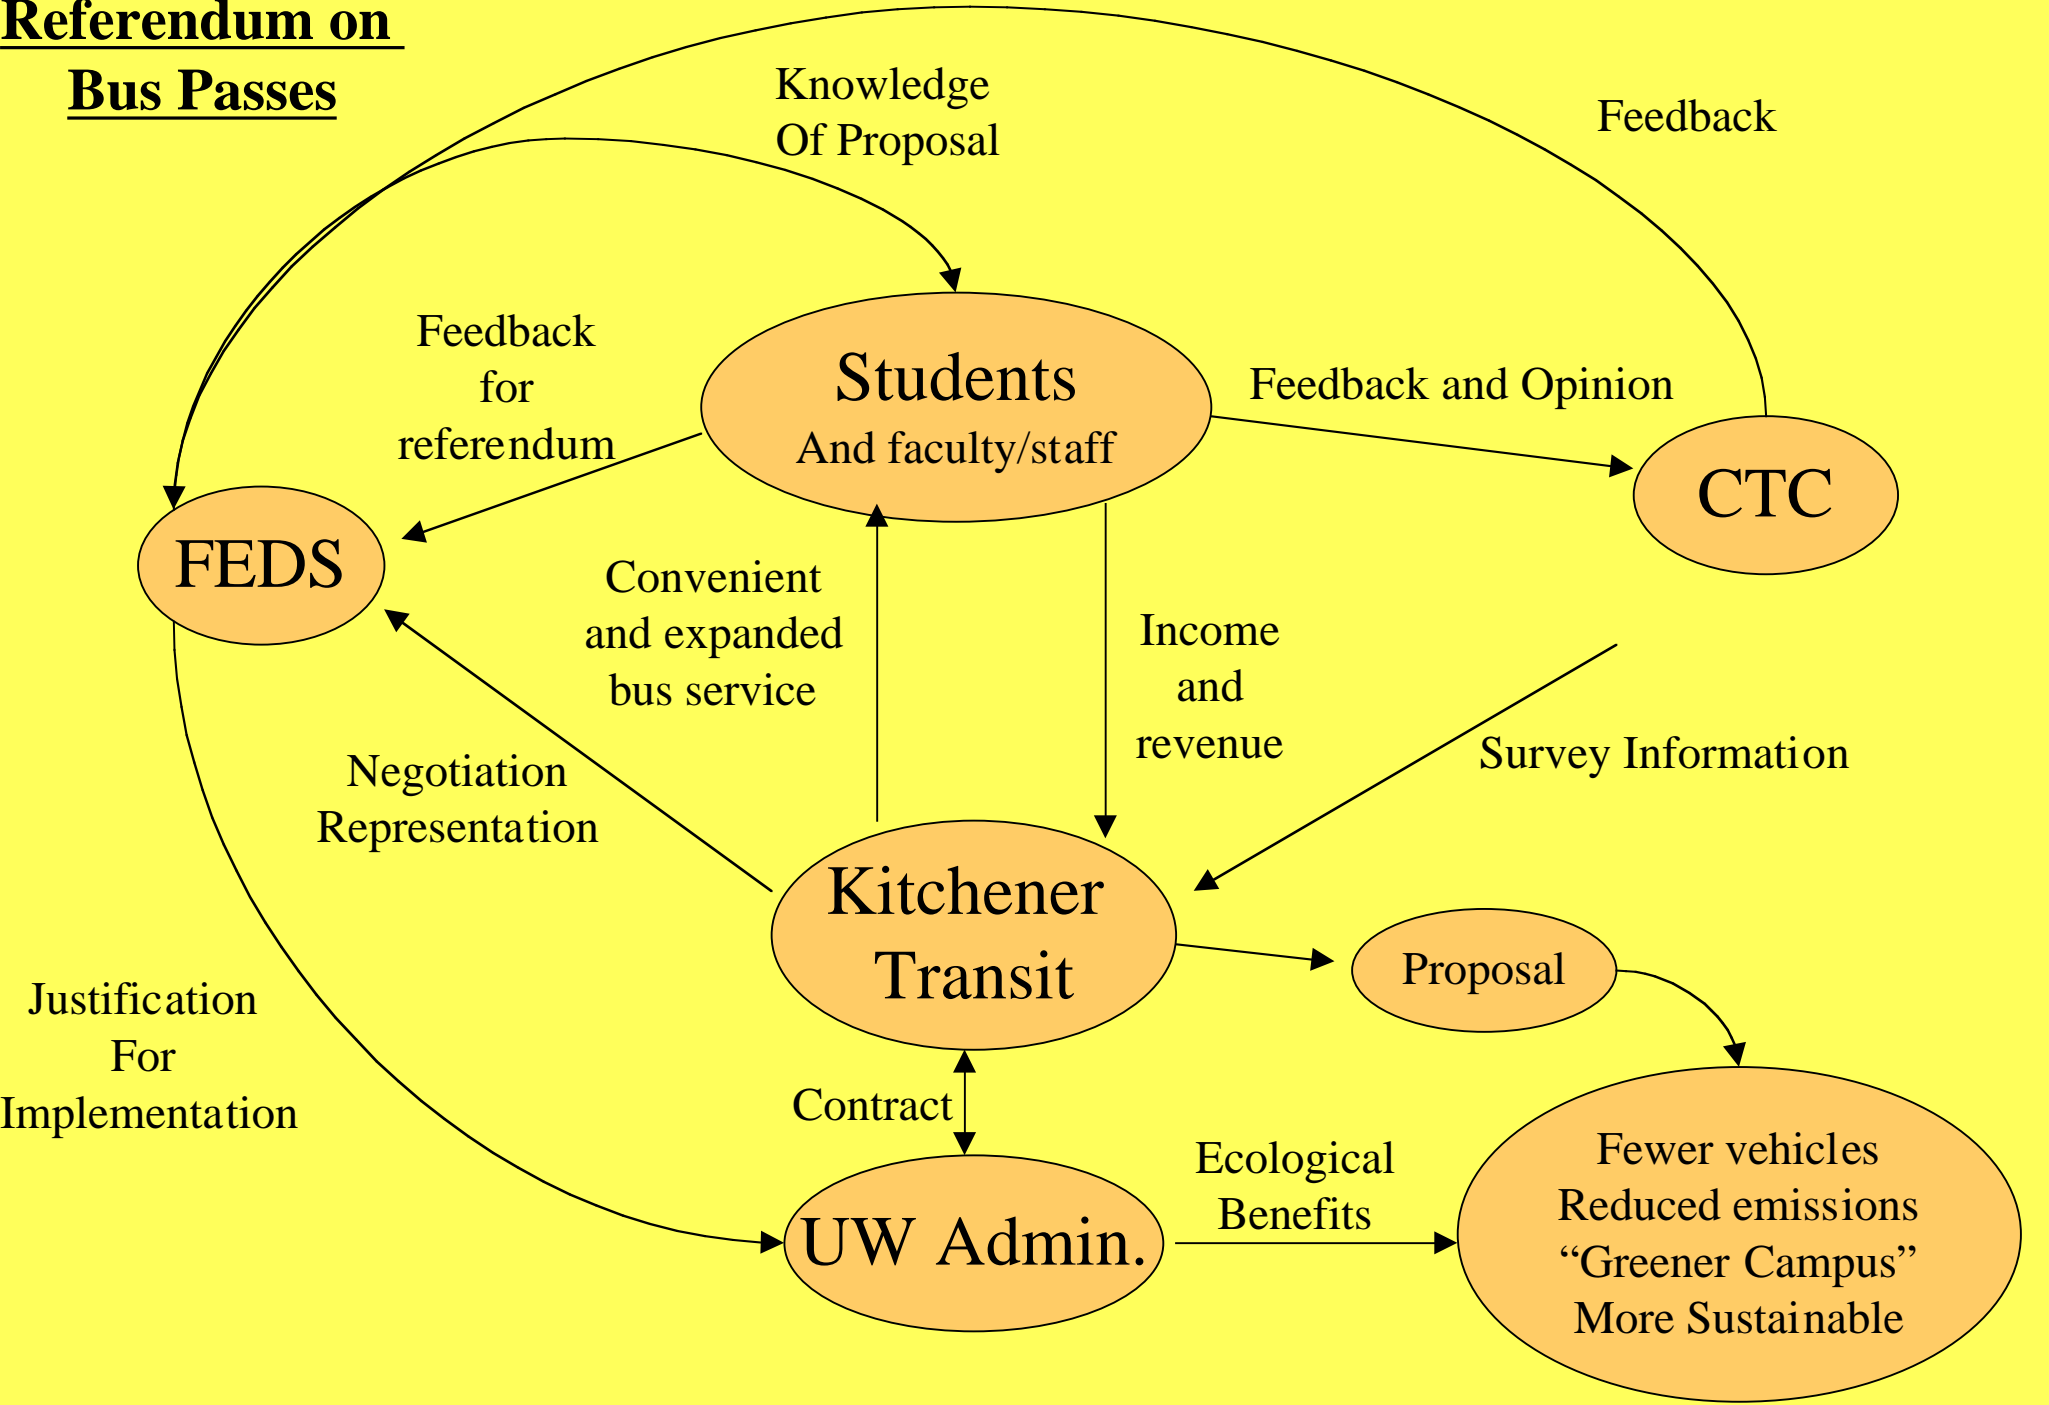 Referendum on
Bus Passes
Knowledge
Of Proposal
Feedback
Feedback
for
referendum
Students
And faculty/staff
Feedback and Opinion
CTC
FEDS
Convenient
and expanded
bus service
Income
and
revenue
Negotiation
Representation
Survey Information
Kitchener
Transit
Proposal
Justification
For
Implementation
Contract
UW Admin.
Ecological
Benefits
Fewer vehicles
Reduced emissions
“Greener Campus”
More Sustainable